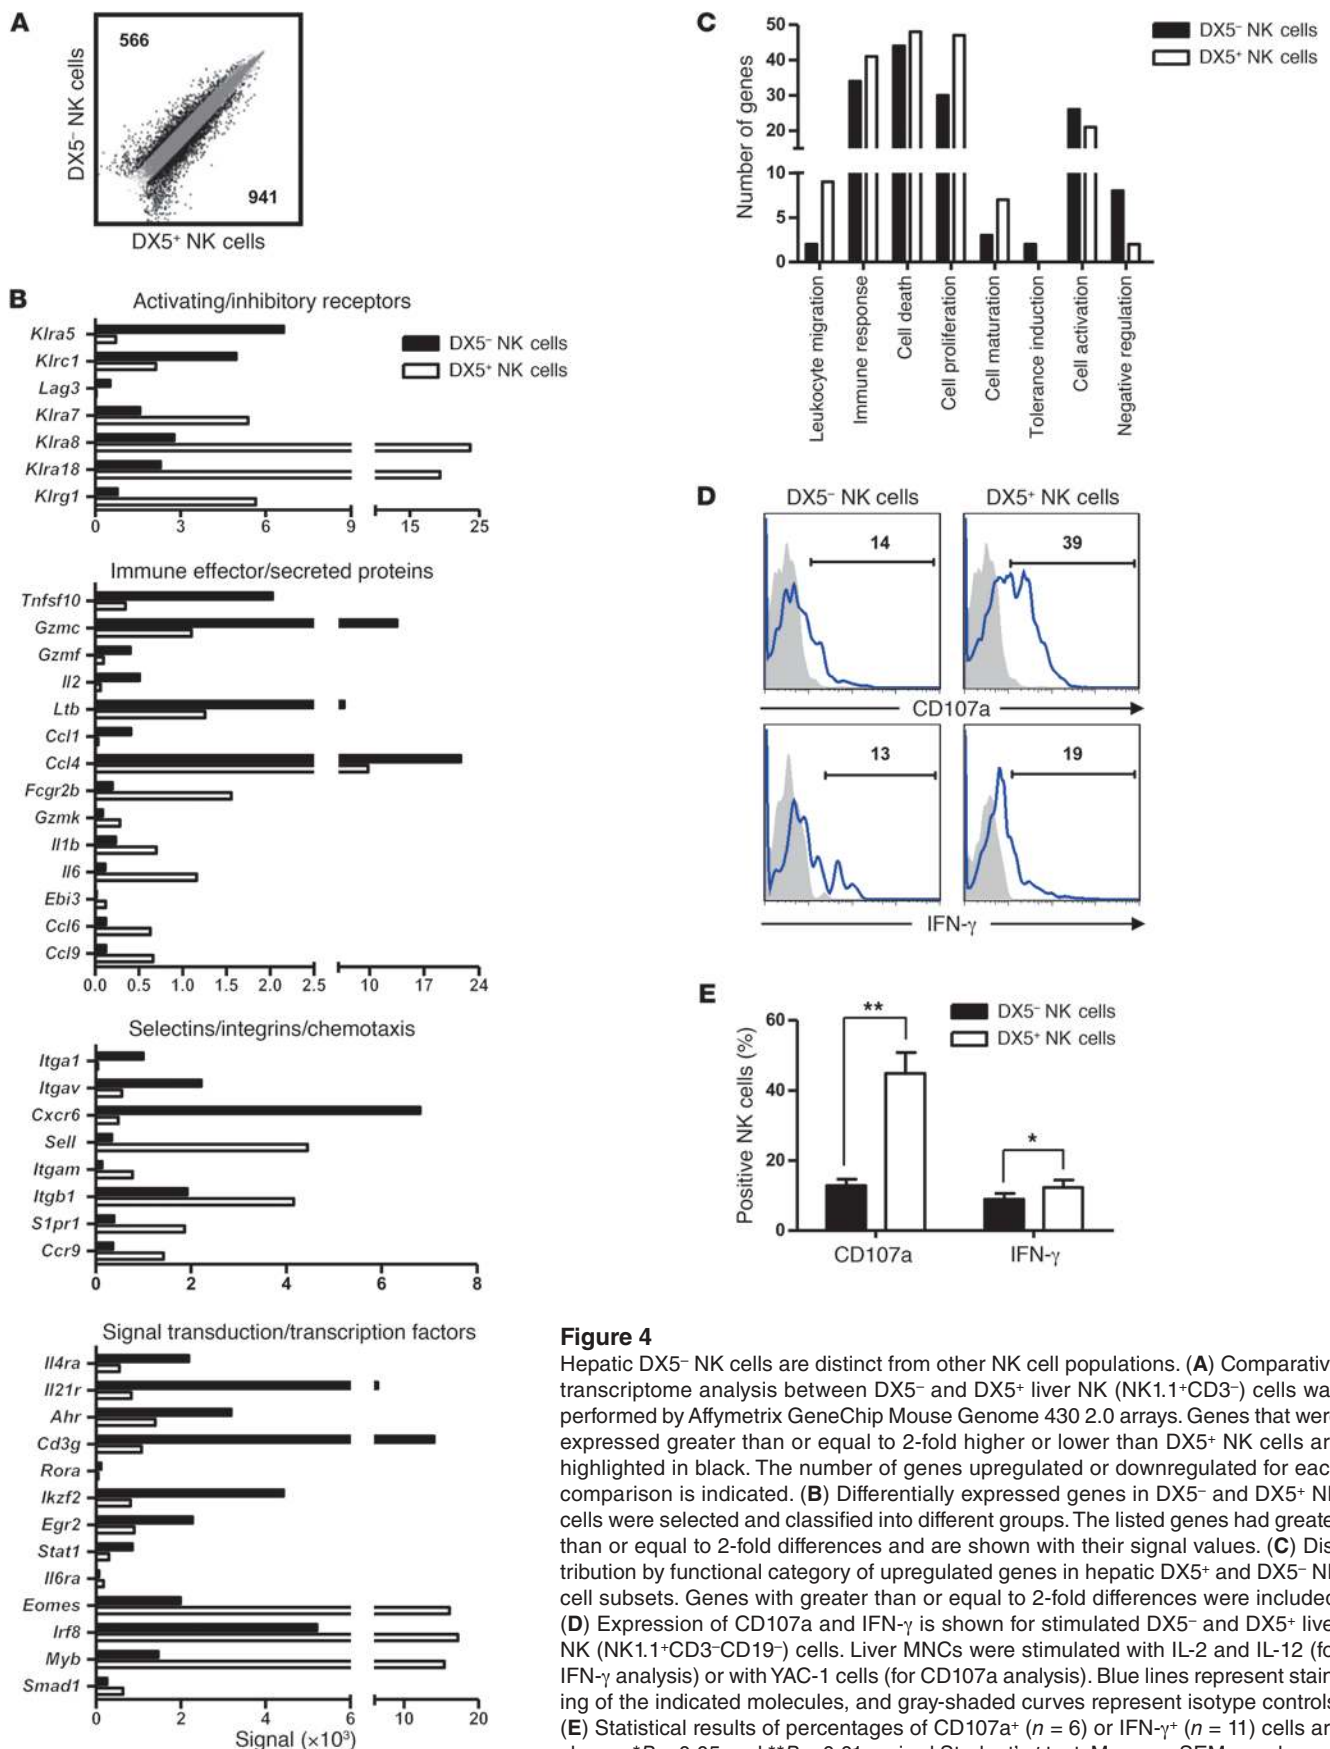 A
566
941
DX5⁻ NK cells
DX5⁺ NK cells
B
Activating/inhibitory receptors
DX5⁻ NK cells
DX5⁺ NK cells
Klra5
Klrc1
Lag3
Klra7
Klra8
Klra18
Klrg1
0 3 6 9 15 25
Immune effector/secreted proteins
Tnfsf10
Gzmc
Gzmf
Il2
Ltb
Ccl1
Ccl4
Fcgr2b
Gzmk
Il1b
Il6
Ebi3
Ccl6
Ccl9
0.0 0.5 1.0 1.5 2.0 2.5 10 17 24
Selectins/integrins/chemotaxis
Itga1
Itgav
Cxcr6
Sell
Itgam
Itgb1
S1pr1
Ccr9
0 2 4 6 8
Signal transduction/transcription factors
Il4ra
Il21r
Ahr
Cd3g
Rora
Ikzf2
Egr2
Stat1
Il6ra
Eomes
Irf8
Myb
Smad1
0 2 4 6 10 20
Signal (×10³)
C
Number of genes
50
40
30
20
10
5
0
DX5⁻ NK cells
DX5⁺ NK cells
Leukocyte migration
Immune response
Cell death
Cell proliferation
Cell maturation
Tolerance induction
Cell activation
Negative regulation
D
DX5⁻ NK cells DX5⁺ NK cells
14 39
CD107a
13 19
IFN-γ
E
Positive NK cells (%)
60
40
20
0
** *
DX5⁻ NK cells
DX5⁺ NK cells
CD107a IFN-γ
Figure 4
Hepatic DX5⁻ NK cells are distinct from other NK cell populations. (A) Comparativ
transcriptome analysis between DX5⁻ and DX5⁺ liver NK (NK1.1⁺CD3⁻) cells wa
performed by Affymetrix GeneChip Mouse Genome 430 2.0 arrays. Genes that wer
expressed greater than or equal to 2-fold higher or lower than DX5⁺ NK cells ar
highlighted in black. The number of genes upregulated or downregulated for eac
comparison is indicated. (B) Differentially expressed genes in DX5⁻ and DX5⁺ N
cells were selected and classified into different groups. The listed genes had greate
than or equal to 2-fold differences and are shown with their signal values. (C) Dis
tribution by functional category of upregulated genes in hepatic DX5⁺ and DX5⁻ N
cell subsets. Genes with greater than or equal to 2-fold differences were included
(D) Expression of CD107a and IFN-γ is shown for stimulated DX5⁻ and DX5⁺ live
NK (NK1.1⁺CD3⁻CD19⁻) cells. Liver MNCs were stimulated with IL-2 and IL-12 (fo
IFN-γ analysis) or with YAC-1 cells (for CD107a analysis). Blue lines represent stain
ing of the indicated molecules, and gray-shaded curves represent isotype controls
(E) Statistical results of percentages of CD107a⁺ (n = 6) or IFN-γ⁺ (n = 11) cells ar